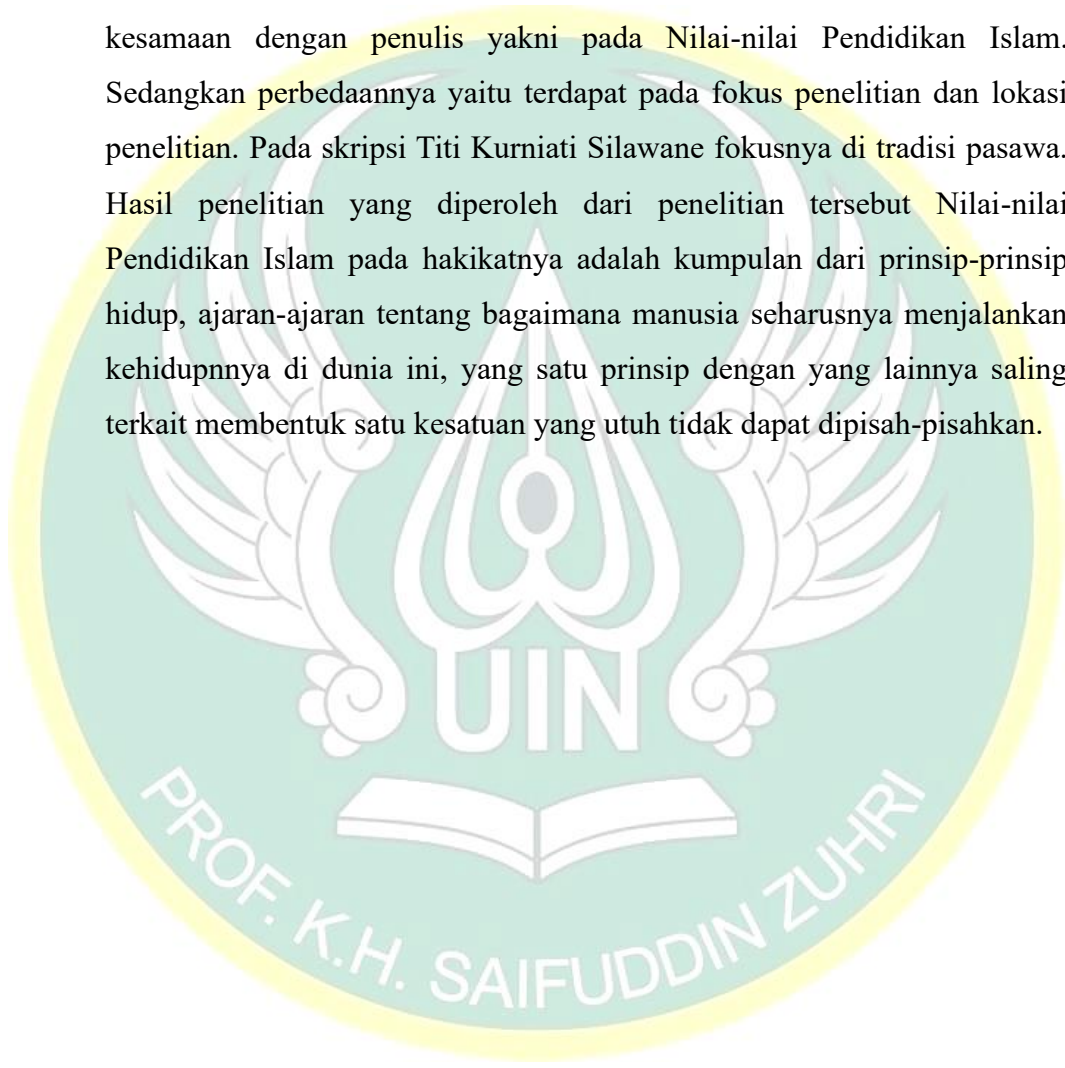 kesamaan dengan penulis yakni pada Nilai-nilai Pendidikan Islam.
Sedangkan perbedaannya yaitu terdapat pada fokus penelitian dan lokasi
penelitian. Pada skripsi Titi Kurniati Silawane fokusnya di tradisi pasawa.
Hasil penelitian yang diperoleh dari penelitian tersebut Nilai-nilai
Pendidikan Islam pada hakikatnya adalah kumpulan dari prinsip-prinsip
hidup, ajaran-ajaran tentang bagaimana manusia seharusnya menjalankan
kehidupnnya di dunia ini, yang satu prinsip dengan yang lainnya saling
terkait membentuk satu kesatuan yang utuh tidak dapat dipisah-pisahkan.
UIN
PROF. K.H. SAIFUDDIN ZUHRI